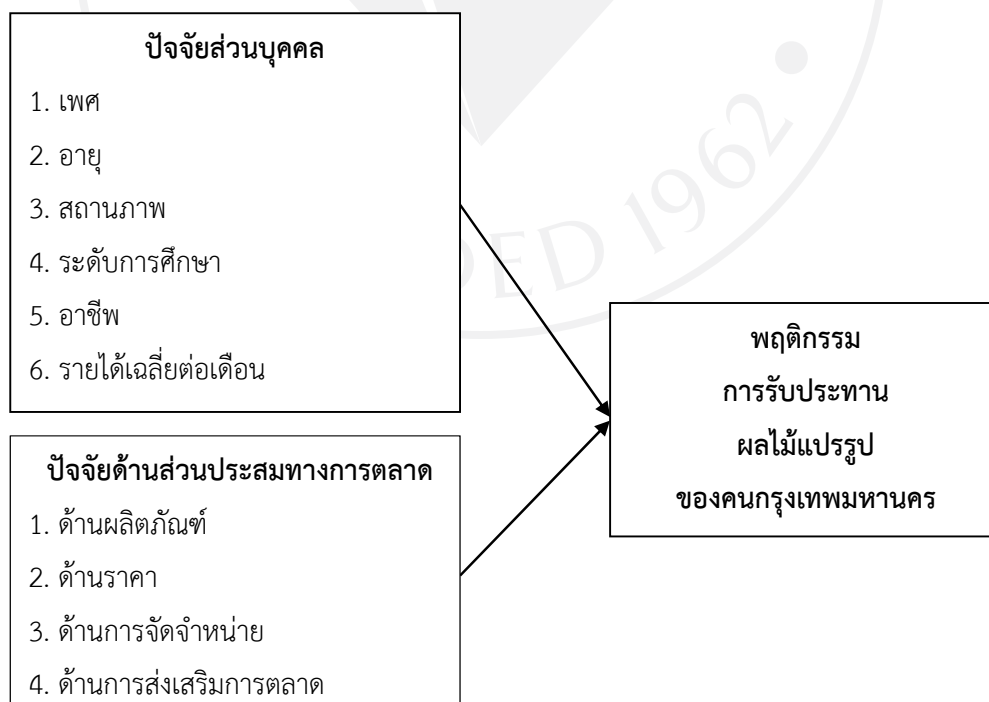 ปัจจัยส่วนบุคคล
1. เพศ
2. อายุ
3. สถานภาพ
4. ระดับการศึกษา
5. อาชีพ
6. รายได้เฉลี่ยต่อเดือน
ปัจจัยด้านส่วนประสมทางการตลาด
1. ด้านผลิตภัณฑ์
2. ด้านราคา
3. ด้านการจัดจำหน่าย
4. ด้านการส่งเสริมการตลาด
พฤติกรรม
การรับประทาน
ผลไม้แปรรูป
ของคนกรุงเทพมหานคร
1962